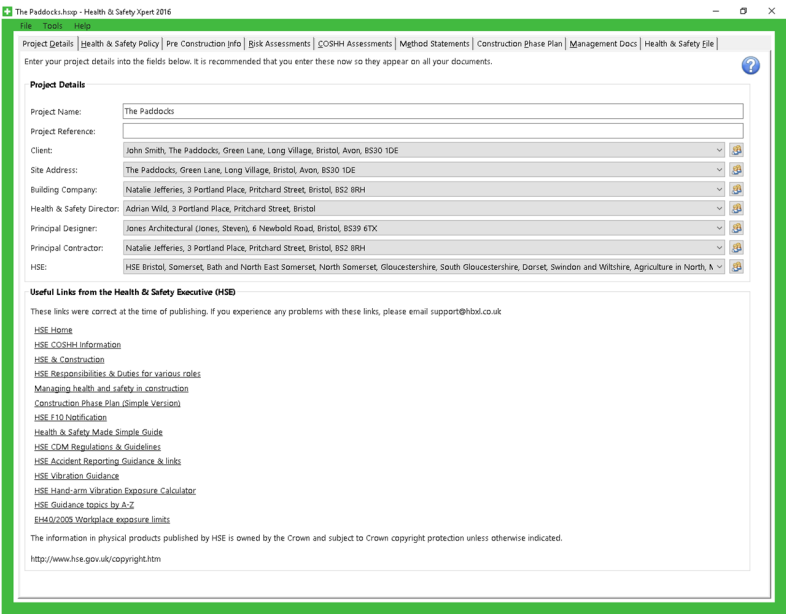 The Paddocks.hsxp - Health & Safety Xpert 2016
File Tools Help
Project Details Health & Safety Policy Pre Construction Info Risk Assessments COSHH Assessments Method Statements Construction Phase Plan Management Docs Health & Safety File
Enter your project details into the fields below. It is recommended that you enter these now so they appear on all your documents.
Project Details
Project Name: The Paddocks
Project Reference:
Client: John Smith, The Paddocks, Green Lane, Long Village, Bristol, Avon, BS30 1DE
Site Address: The Paddocks, Green Lane, Long Village, Bristol, Avon, BS30 1DE
Building Company: Natalie Jefferies, 3 Portland Place, Pritchard Street, Bristol, BS2 8RH
Health & Safety Director: Adrian Wild, 3 Portland Place, Pritchard Street, Bristol
Principal Designer: Jones Architectural (Jones, Steven), 6 Newbold Road, Bristol, BS39 6TX
Principal Contractor: Natalie Jefferies, 3 Portland Place, Pritchard Street, Bristol, BS2 8RH
HSE: HSE Bristol, Somerset, Bath and North East Somerset, North Somerset, Gloucestershire, South Gloucestershire, Dorset, Swindon and Wiltshire, Agriculture in North,
Useful Links from the Health & Safety Executive (HSE)
These links were correct at the time of publishing. If you experience any problems with these links, please email support@hbxl.co.uk
HSE Home
HSE COSHH Information
HSE & Construction
HSE Responsibilities & Duties for various roles
Managing health and safety in construction
Construction Phase Plan (Simple Version)
HSE F10 Notification
Health & Safety Made Simple Guide
HSE CDM Regulations & Guidelines
HSE Accident Reporting Guidance & links
HSE Vibration Guidance
HSE Hand-arm Vibration Exposure Calculator
HSE Guidance topics by A-Z
EH40/2005 Workplace exposure limits
The information in physical products published by HSE is owned by the Crown and subject to Crown copyright protection unless otherwise indicated.
http://www.hse.gov.uk/copyright.htm